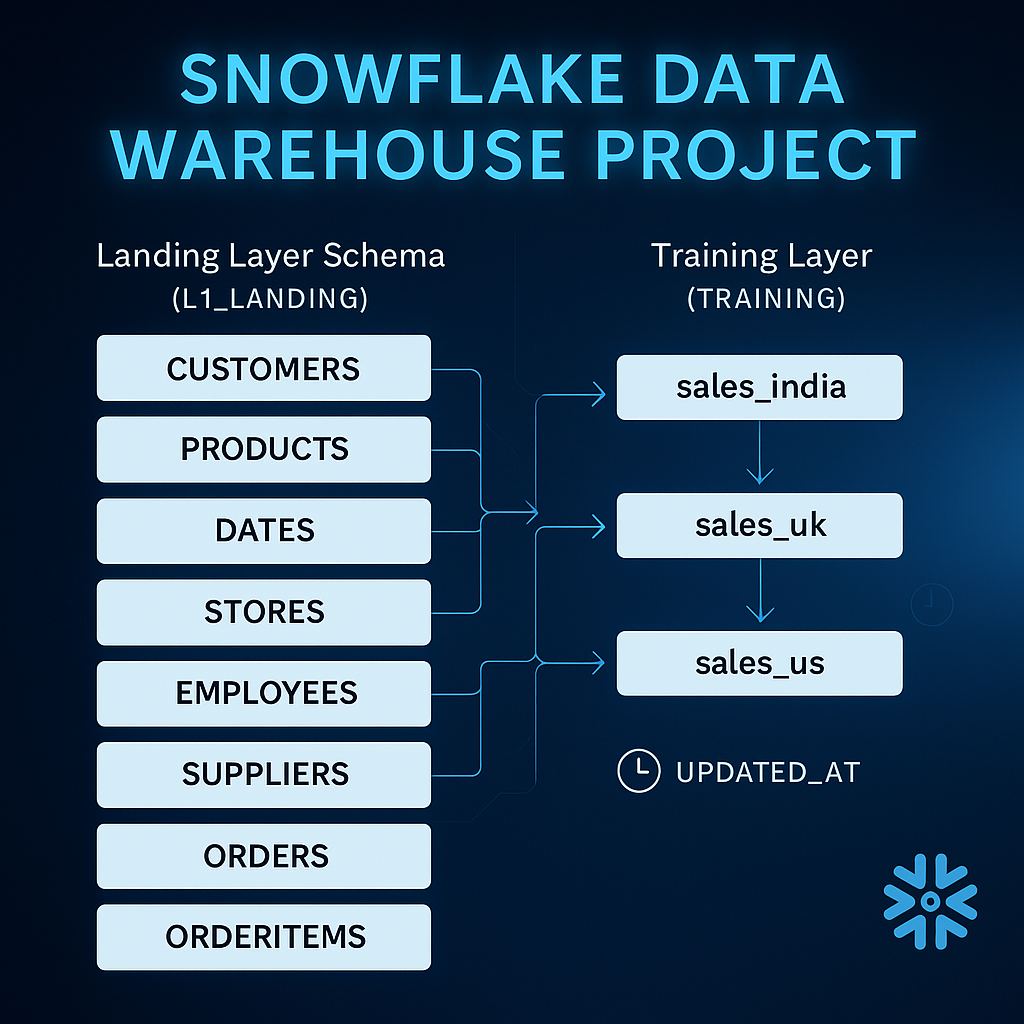 SNOWFLAKE DATA
WAREHOUSE PROJECT
Landing Layer Schema
(L1_LANDING)
CUSTOMERS
PRODUCTS
DATES
STORES
EMPLOYEES
SUPPLIERS
ORDERS
ORDERITEMS
Training Layer
(TRAINING)
sales_india
sales_uk
sales_us
UPDATED_AT